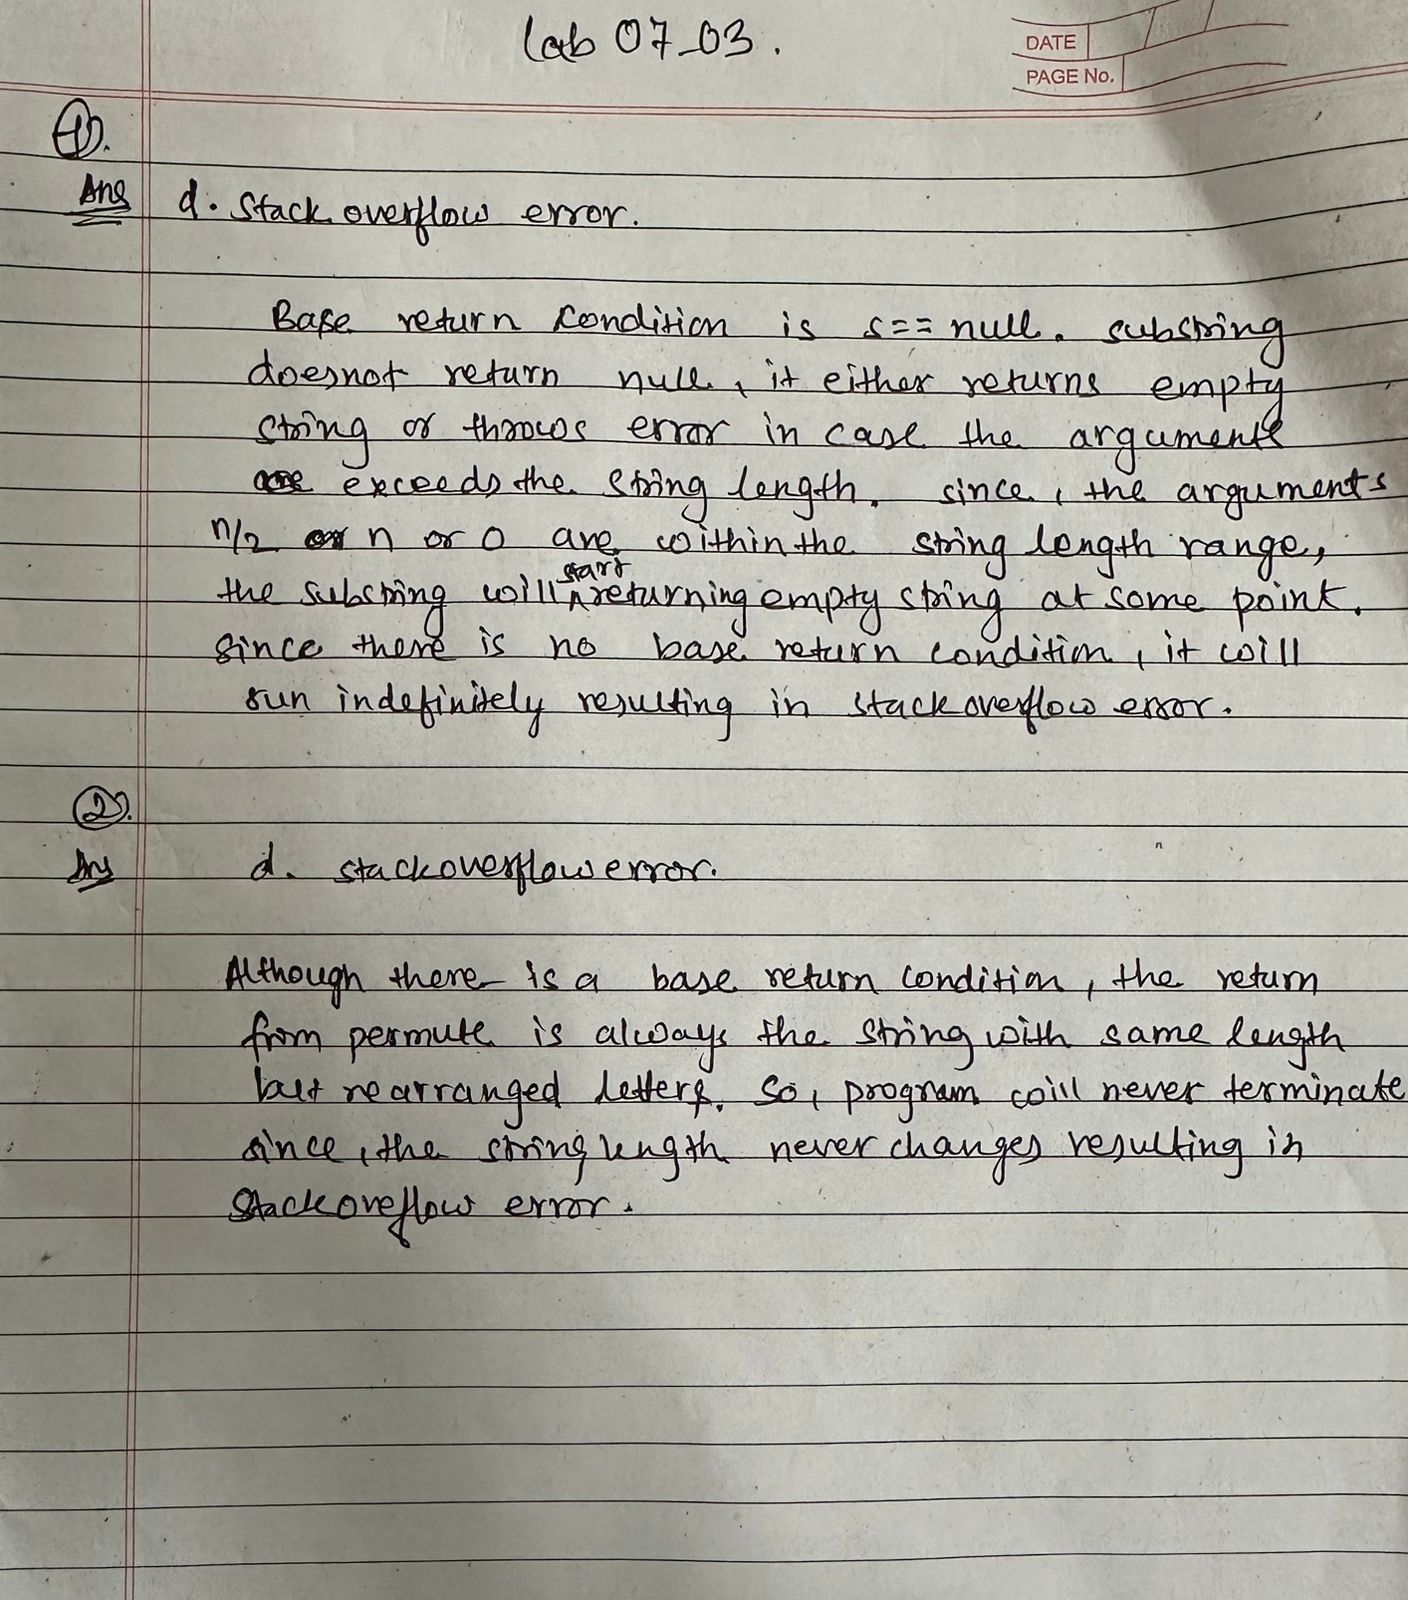 Lab 07_03.
DATE
PAGE No.
1).
Ans d. Stack overflow error.
Base return condition is s== null. substring
doesnot return null, it either returns empty
string or throws error in case the arguments
exceeds the string length. since, the arguments
n/2 or n or 0 are within the string length range,
the substring will start returning empty string at some point.
since there is no base return condition, it will
run indefinitely resulting in stack overflow error.
2).
Ans d. stackoverflow error.
Although there is a base return condition, the return
from permute is always the string with same length
but rearranged letters. So, program will never terminate
since, the string length never changes resulting in
Stackoveflow error.